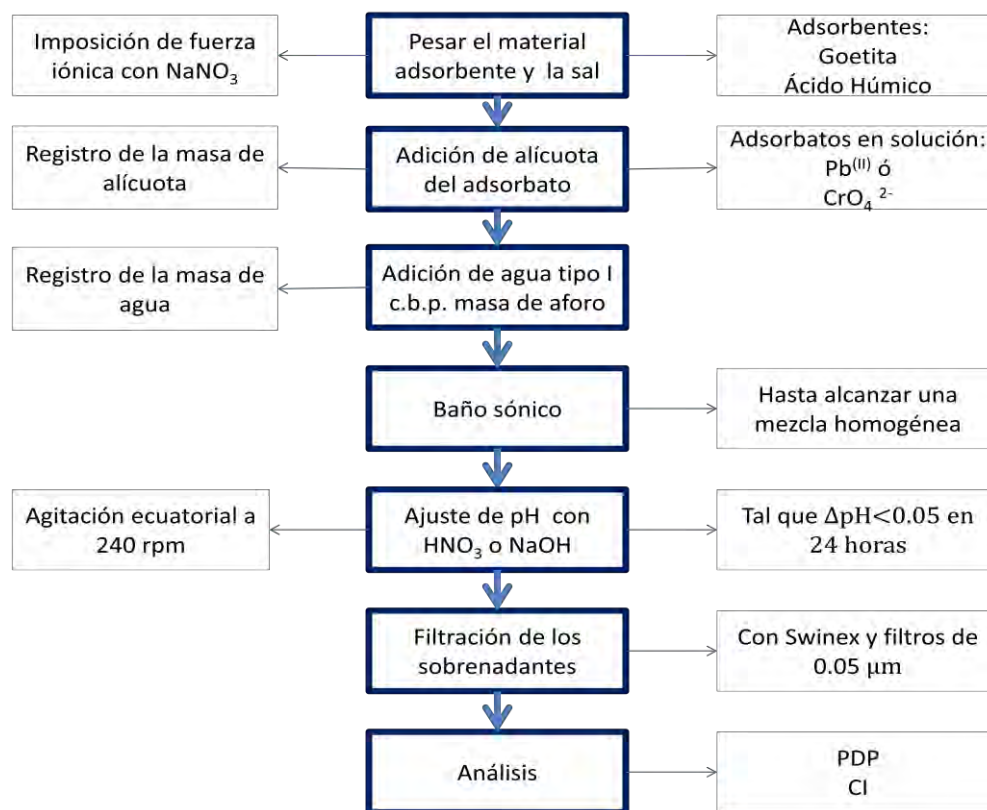 Imposición de fuerza
iónica con NaNO₃
Pesar el material
adsorbente y la sal
Adsorbentes:
Goetita
Ácido Húmico
Registro de la masa de
alícuota
Adición de alícuota
del adsorbato
Adsorbatos en solución:
Pb⁽ᴵᴵ⁾ ó
CrO₄ ²⁻
Registro de la masa de
agua
Adición de agua tipo I
c.b.p. masa de aforo
Baño sónico
Hasta alcanzar una
mezcla homogénea
Agitación ecuatorial a
240 rpm
Ajuste de pH con
HNO₃ o NaOH
Tal que ΔpH<0.05 en
24 horas
Filtración de los
sobrenadantes
Con Swinex y filtros de
0.05 μm
Análisis
PDP
CI